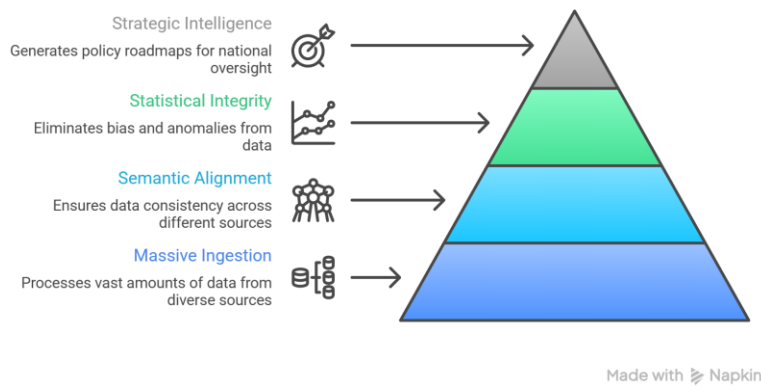 Strategic Intelligence
Generates policy roadmaps for national
oversight
Statistical Integrity
Eliminates bias and anomalies from
data
Semantic Alignment
Ensures data consistency across
different sources
Massive Ingestion
Processes vast amounts of data from
diverse sources
Made with Napkin